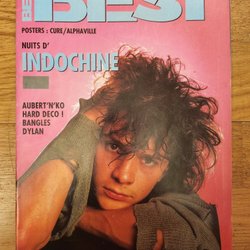 BEST
POSTERS : CURE/ALPHAVILLE
NUITS D'
INDOCHINE
AUBERT'N'KO
HARD DECO !
BANGLES
DYLAN